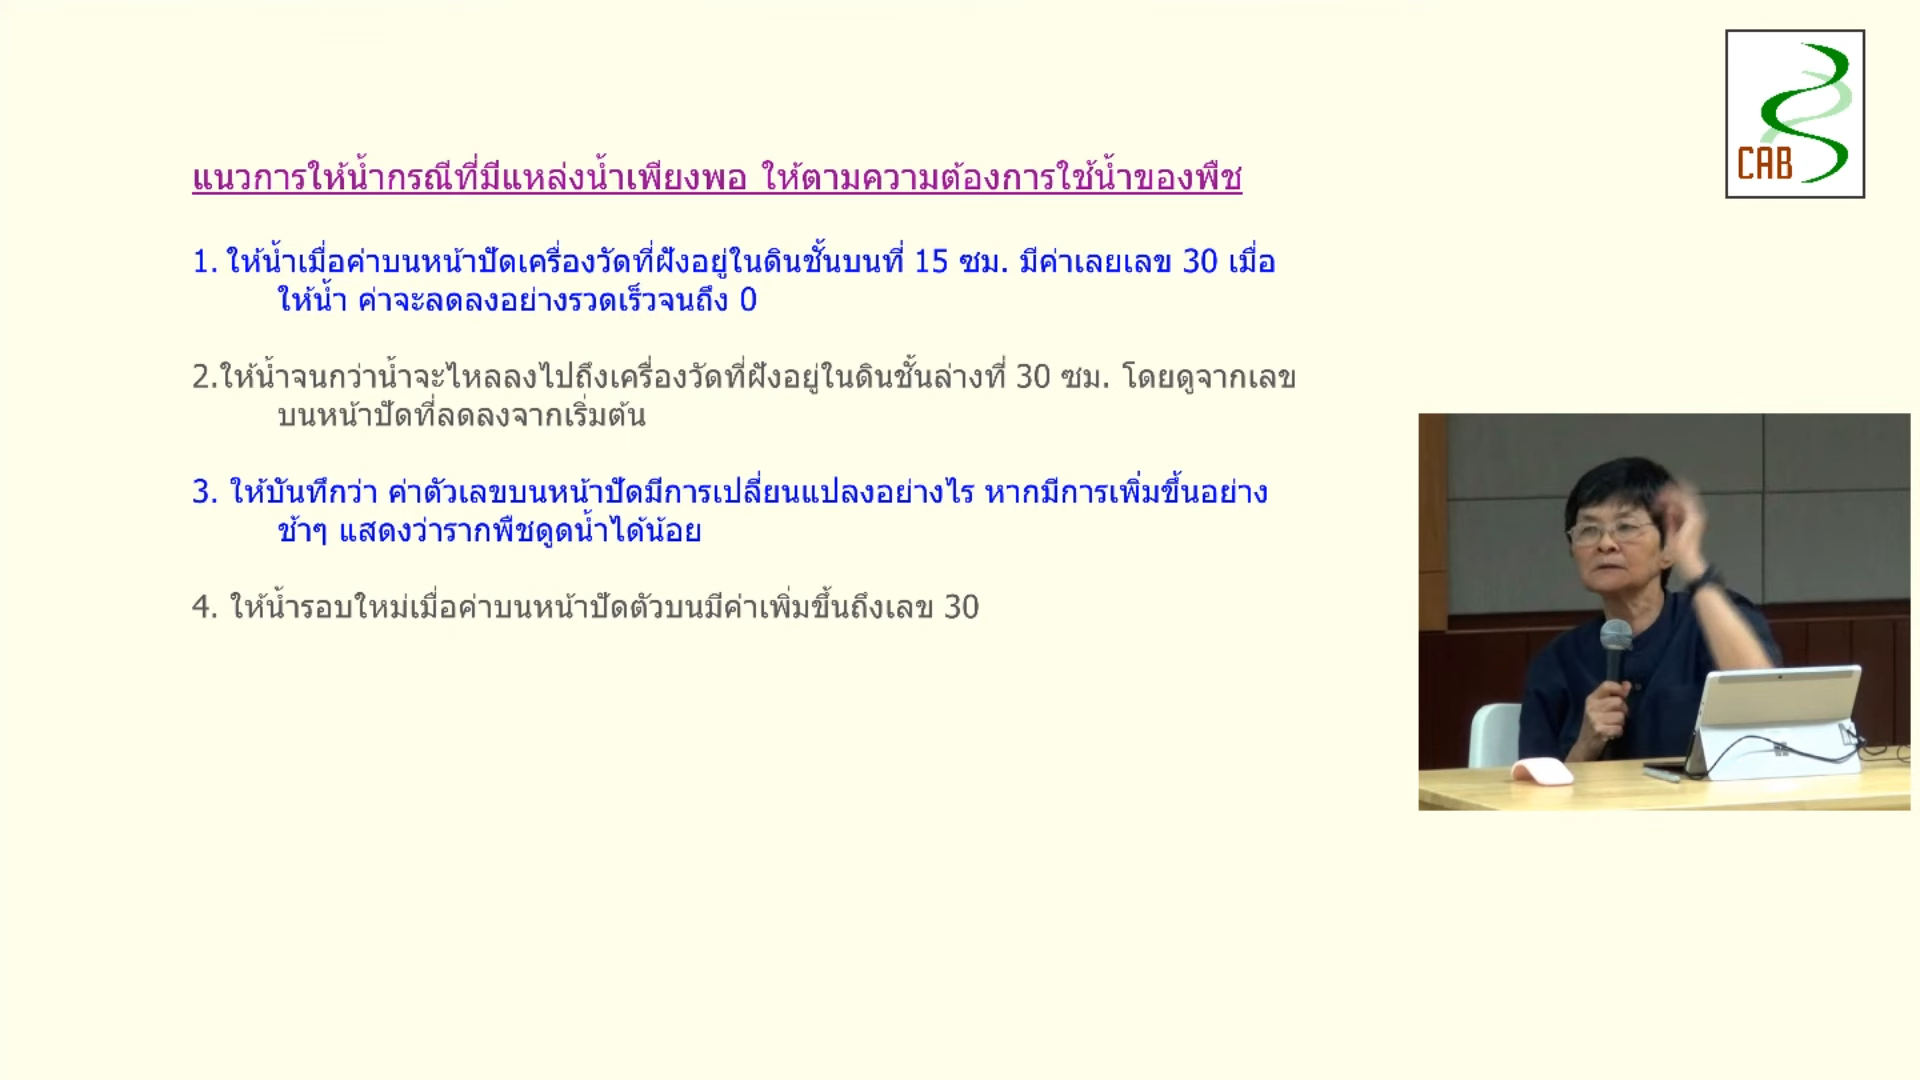 แนวการให้น้ำกรณีที่มีแหล่งน้ำเพียงพอ ให้ตามความต้องการใช้น้ำของพืช
1. ให้น้ำเมื่อค่าบนหน้าปัดเครื่องวัดที่ฝังอยู่ในดินชั้นบนที่ 15 ซม. มีค่าเลยเลข 30 เมื่อ
ให้น้ำ ค่าจะลดลงอย่างรวดเร็วจนถึง 0
2.ให้น้ำจนกว่าน้ำจะไหลลงไปถึงเครื่องวัดที่ฝังอยู่ในดินชั้นล่างที่ 30 ซม. โดยดูจากเลข
บนหน้าปัดที่ลดลงจากเริ่มต้น
3. ให้บันทึกว่า ค่าตัวเลขบนหน้าปัดมีการเปลี่ยนแปลงอย่างไร หากมีการเพิ่มขึ้นอย่าง
ช้าๆ แสดงว่ารากพืชดูดน้ำได้น้อย
4. ให้น้ำรอบใหม่เมื่อค่าบนหน้าปัดตัวบนมีค่าเพิ่มขึ้นถึงเลข 30
CAB